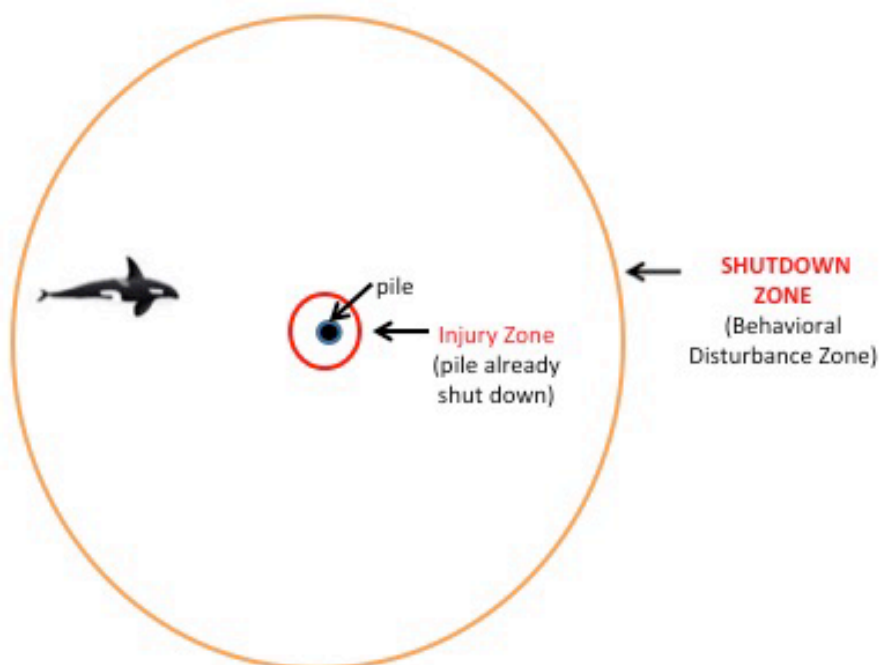 pile
Injury Zone
(pile already
shut down)
SHUTDOWN
ZONE
(Behavioral
Disturbance Zone)